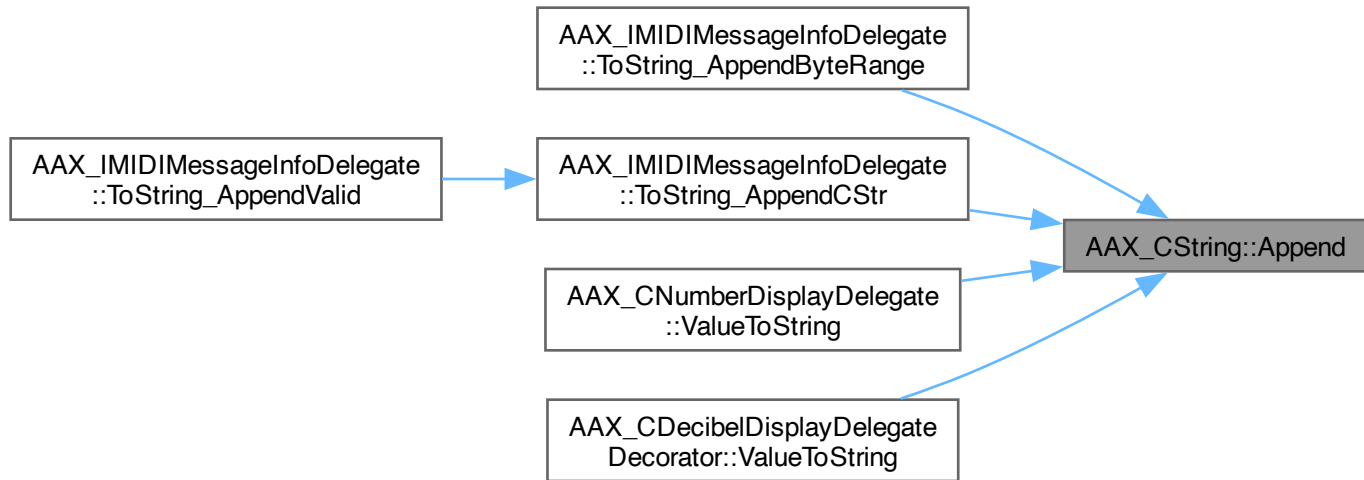 AAX_IMIDIMessageInfoDelegate
::ToString_AppendByteRange
AAX_IMIDIMessageInfoDelegate
::ToString_AppendValid
AAX_IMIDIMessageInfoDelegate
::ToString_AppendCStr
AAX_CString::Append
AAX_CNumberDisplayDelegate
::ValueToString
AAX_CDecibelDisplayDelegate
Decorator::ValueToString